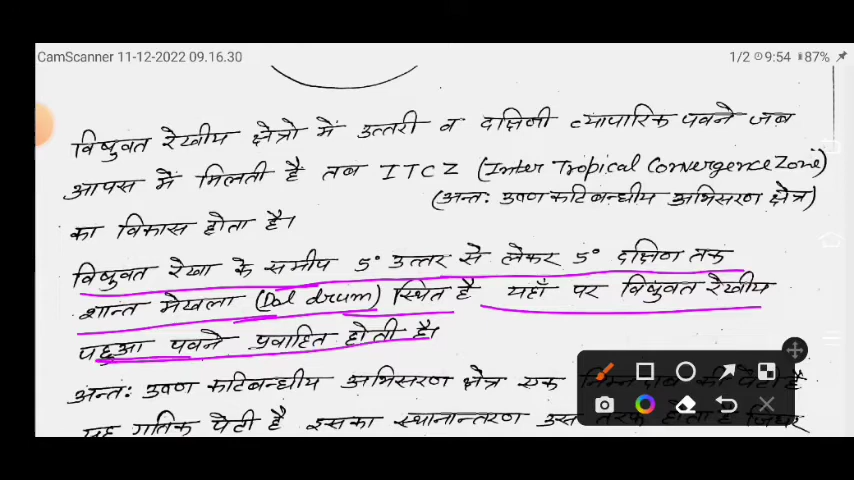 CamScanner 11-12-2022 09.16.30
1/2 9:54 87%
विषुवत रेखीय क्षेत्रो में उत्तरी व दक्षिणी व्यापारिक पवने जब
आपस में मिलती है तब ITCZ (Inter Tropical Convergence Zone)
(अन्तः उष्ण कटिबन्धीय अभिसरण क्षेत्र)
का विकास होता है।
विषुवत रेखा के समीप 5° उत्तर से लेकर 5° दक्षिण तक
शान्त मेखला (Dol drum) स्थित है यहाँ पर विषुवत रेखीय
पछुआ पवने प्रवाहित होती है।
अन्तः उष्ण कटिबन्धीय अभिसरण क्षेत्र एक निम्न दाब की पेटी है
यह गतिक पेटी है इसका स्थानान्तरण उस तरफ होता है जिधर